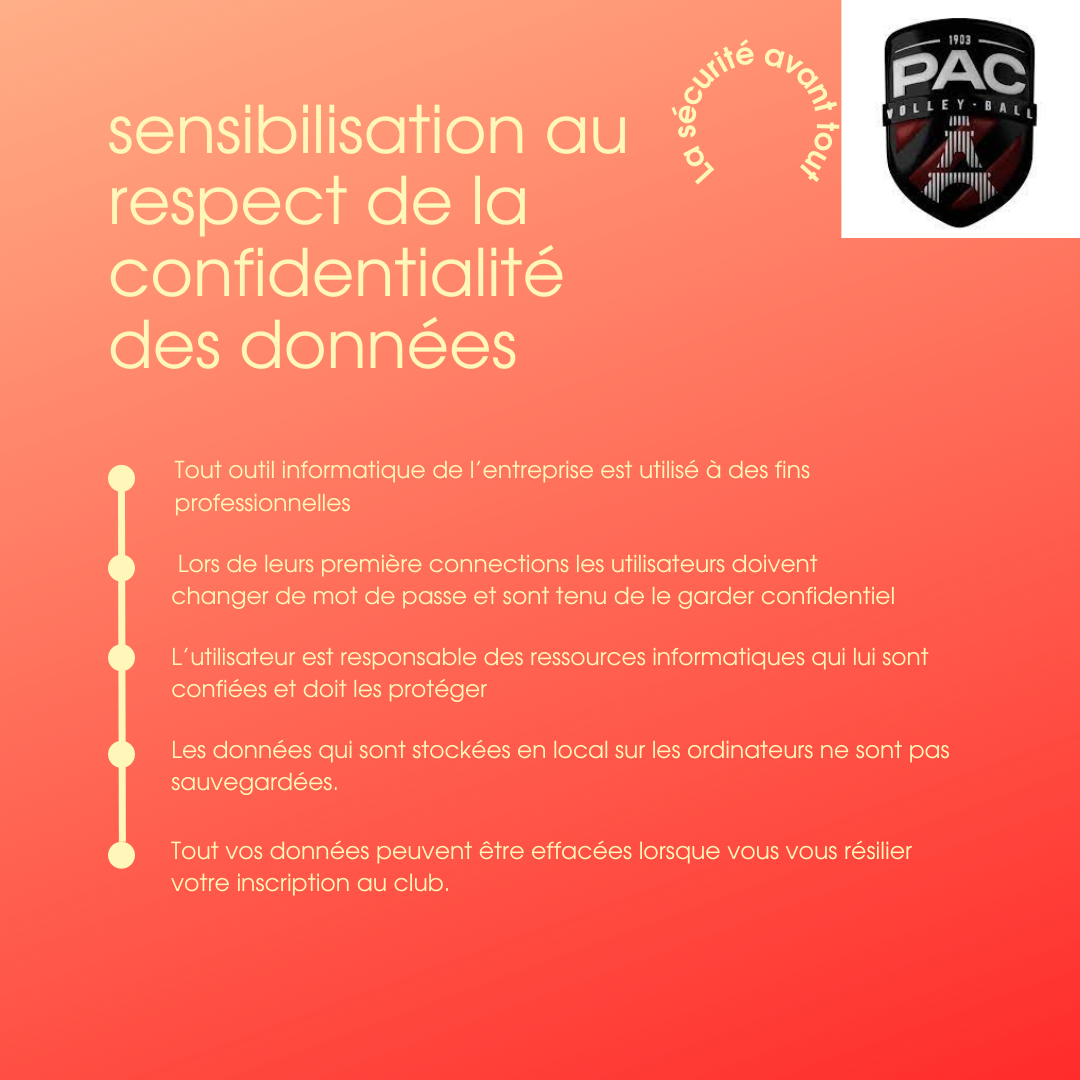 La sécurité avant tout
1903
PAC
VOLLEY-BALL
sensibilisation au
respect de la
confidentialité
des données
Tout outil informatique de l'entreprise est utilisé à des fins
professionnelles
Lors de leurs première connections les utilisateurs doivent
changer de mot de passe et sont tenu de le garder confidentiel
L'utilisateur est responsable des ressources informatiques qui lui sont
confiées et doit les protéger
Les données qui sont stockées en local sur les ordinateurs ne sont pas
sauvegardées.
Tout vos données peuvent être effacées lorsque vous vous résilier
votre inscription au club.